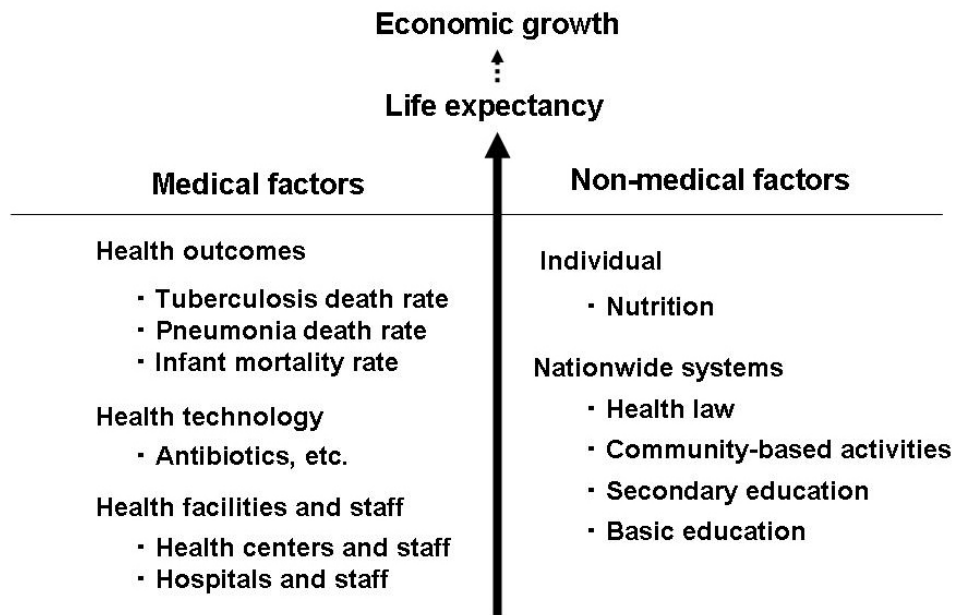 Economic growth
Life expectancy
Medical factors
Non-medical factors
Health outcomes
・Tuberculosis death rate
・Pneumonia death rate
・Infant mortality rate
Health technology
・Antibiotics, etc.
Health facilities and staff
・Health centers and staff
・Hospitals and staff
Individual
・Nutrition
Nationwide systems
・Health law
・Community-based activities
・Secondary education
・Basic education